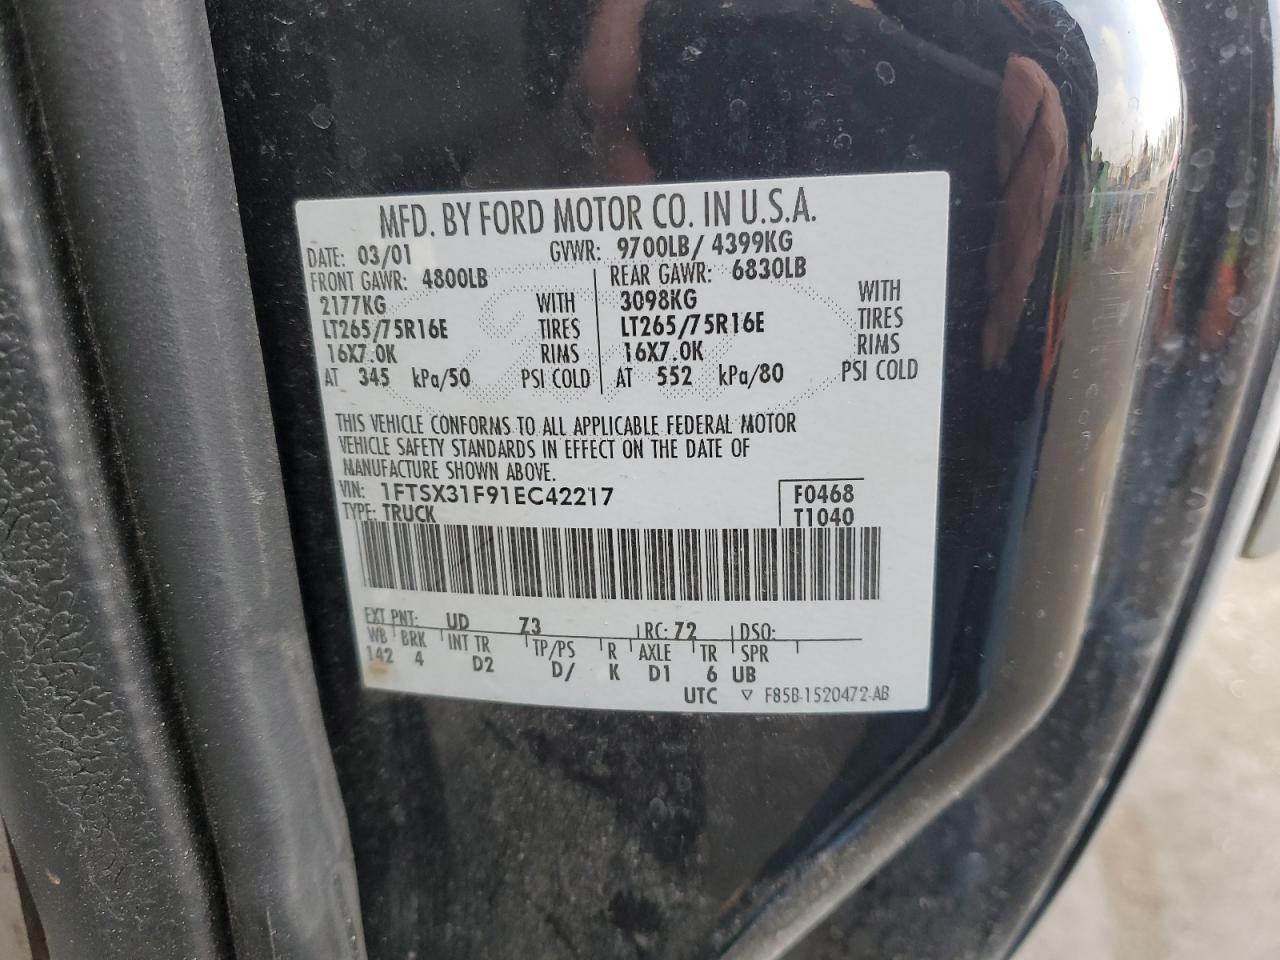 MFD. BY FORD MOTOR CO. IN U.S.A.
DATE: 03/01 GVWR: 9700LB/ 4399KG
FRONT GAWR: 4800LB REAR GAWR: 6830LB
2177KG WITH 3098KG WITH
LT265/75R16E TIRES LT265/75R16E TIRES
16X7.0K RIMS 16X7.0K RIMS
AT 345 kPa/50 PSI COLD AT 552 kPa/80 PSI COLD
THIS VEHICLE CONFORMS TO ALL APPLICABLE FEDERAL MOTOR
VEHICLE SAFETY STANDARDS IN EFFECT ON THE DATE OF
MANUFACTURE SHOWN ABOVE.
VIN: 1FTSX31F91EC42217 F0468
TYPE: TRUCK T1040
EXT PNT: UD Z3 RC: 72 DSO:
WB BRK INT TR TP/PS R AXLE TR SPR
142 4 D2 D/ K D1 6 UB
UTC ▽ F85B-1520472-AB